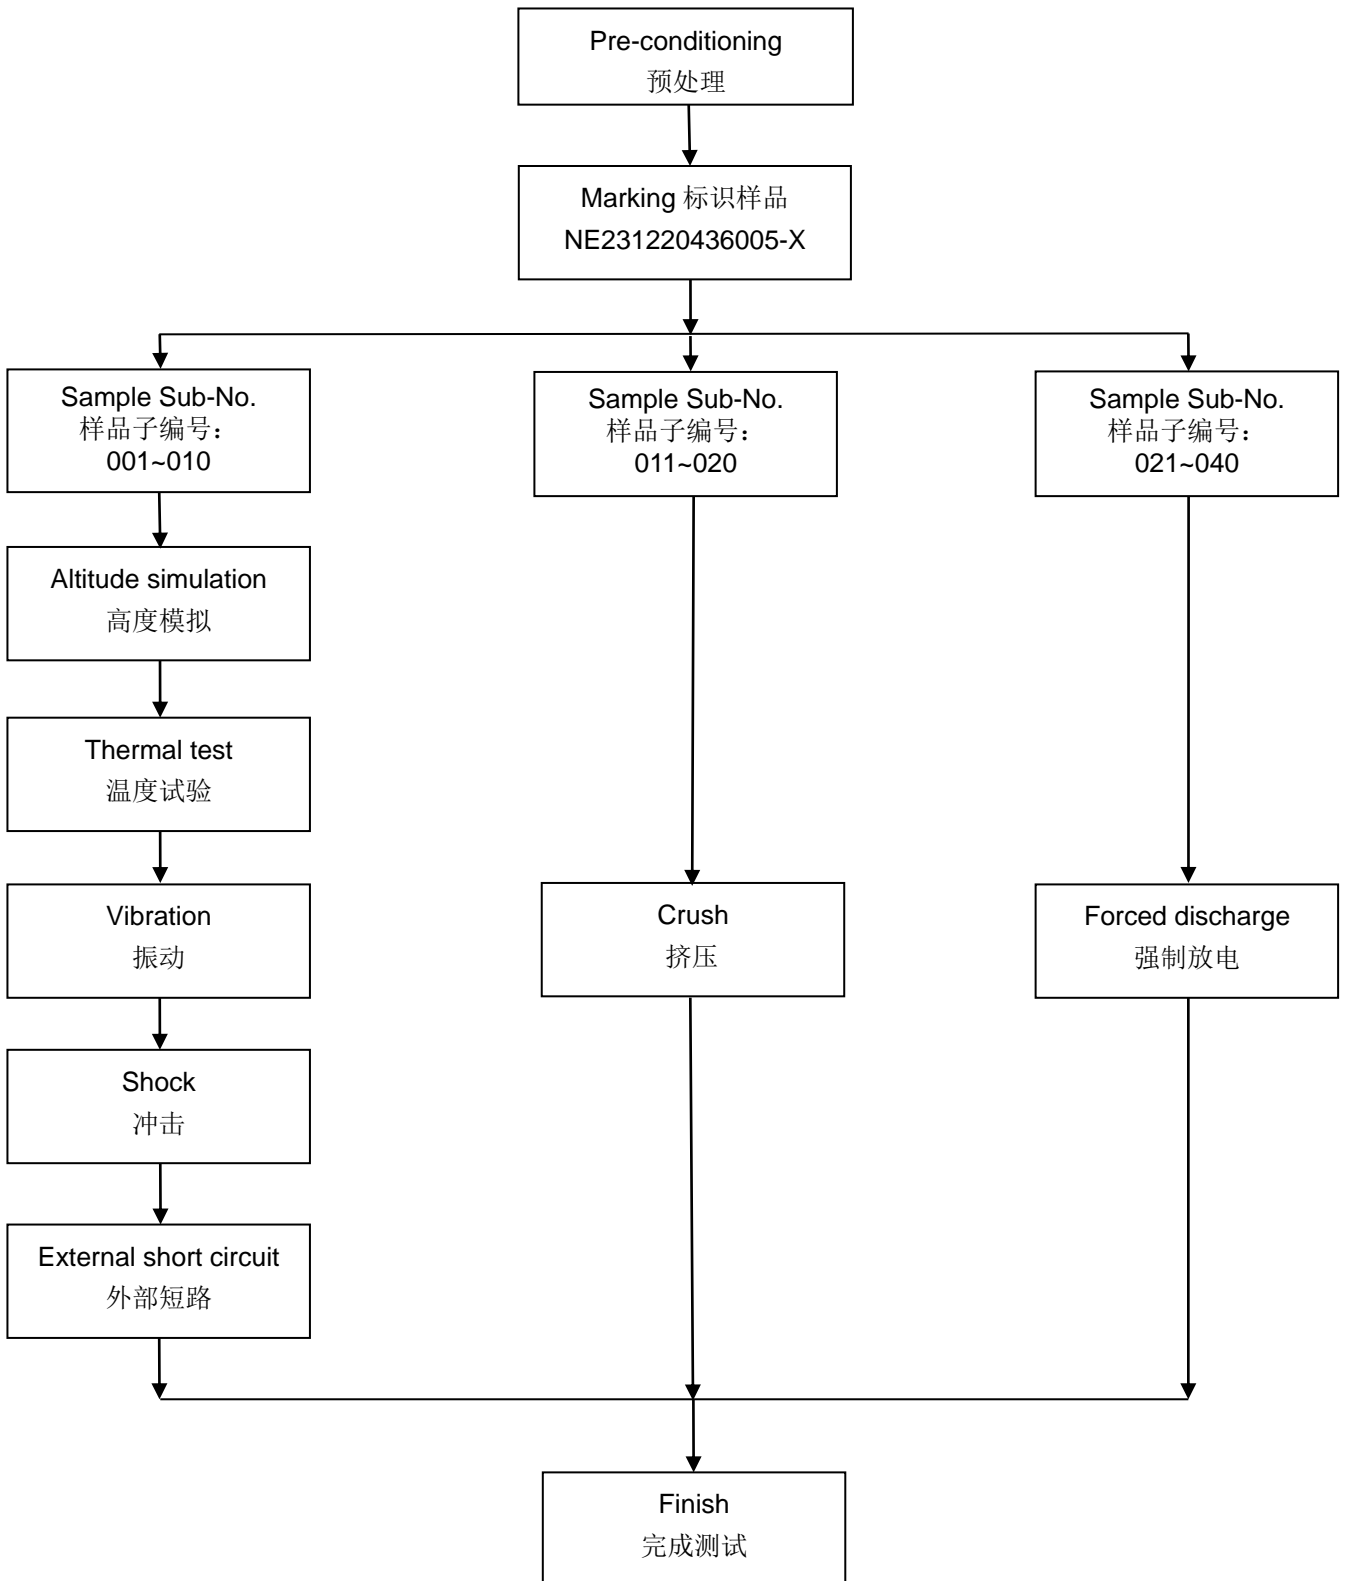 Pre-conditioning
预处理
Marking 标识样品
NE231220436005-X
Sample Sub-No.
样品子编号：
001~010
Sample Sub-No.
样品子编号：
011~020
Sample Sub-No.
样品子编号：
021~040
Altitude simulation
高度模拟
Thermal test
温度试验
Vibration
振动
Crush
挤压
Forced discharge
强制放电
Shock
冲击
External short circuit
外部短路
Finish
完成测试